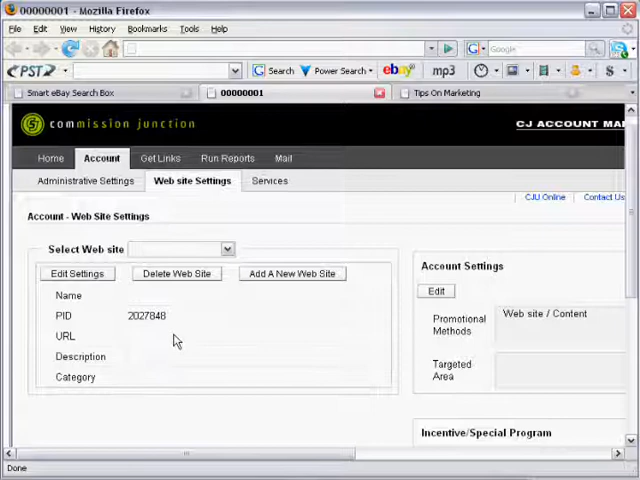 00000001 - Mozilla Firefox
File Edit View History Bookmarks Tools Help
G Google
PST Search Power Search ebay mp3 $
Smart eBay Search Box 00000001 Tips On Marketing
commission junction CJ ACCOUNT MA
Home Account Get Links Run Reports Mail
Administrative Settings Web site Settings Services
CJU Online Contact Us
Account - Web Site Settings
Select Web site
Account Settings
Edit Settings Delete Web Site Add A New Web Site
Edit
Name
PID 2027848
Promotional Methods Web site / Content
URL
Description
Targeted Area
Category
Incentive/Special Program
Done